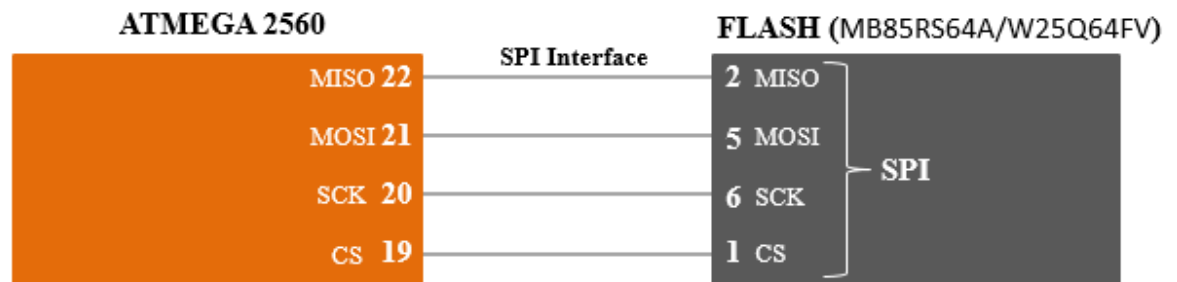 ATMEGA 2560
FLASH (MB85RS64A/W25Q64FV)
SPI Interface
MISO 22
2 MISO
MOSI 21
5 MOSI
SPI
SCK 20
6 SCK
CS 19
1 CS